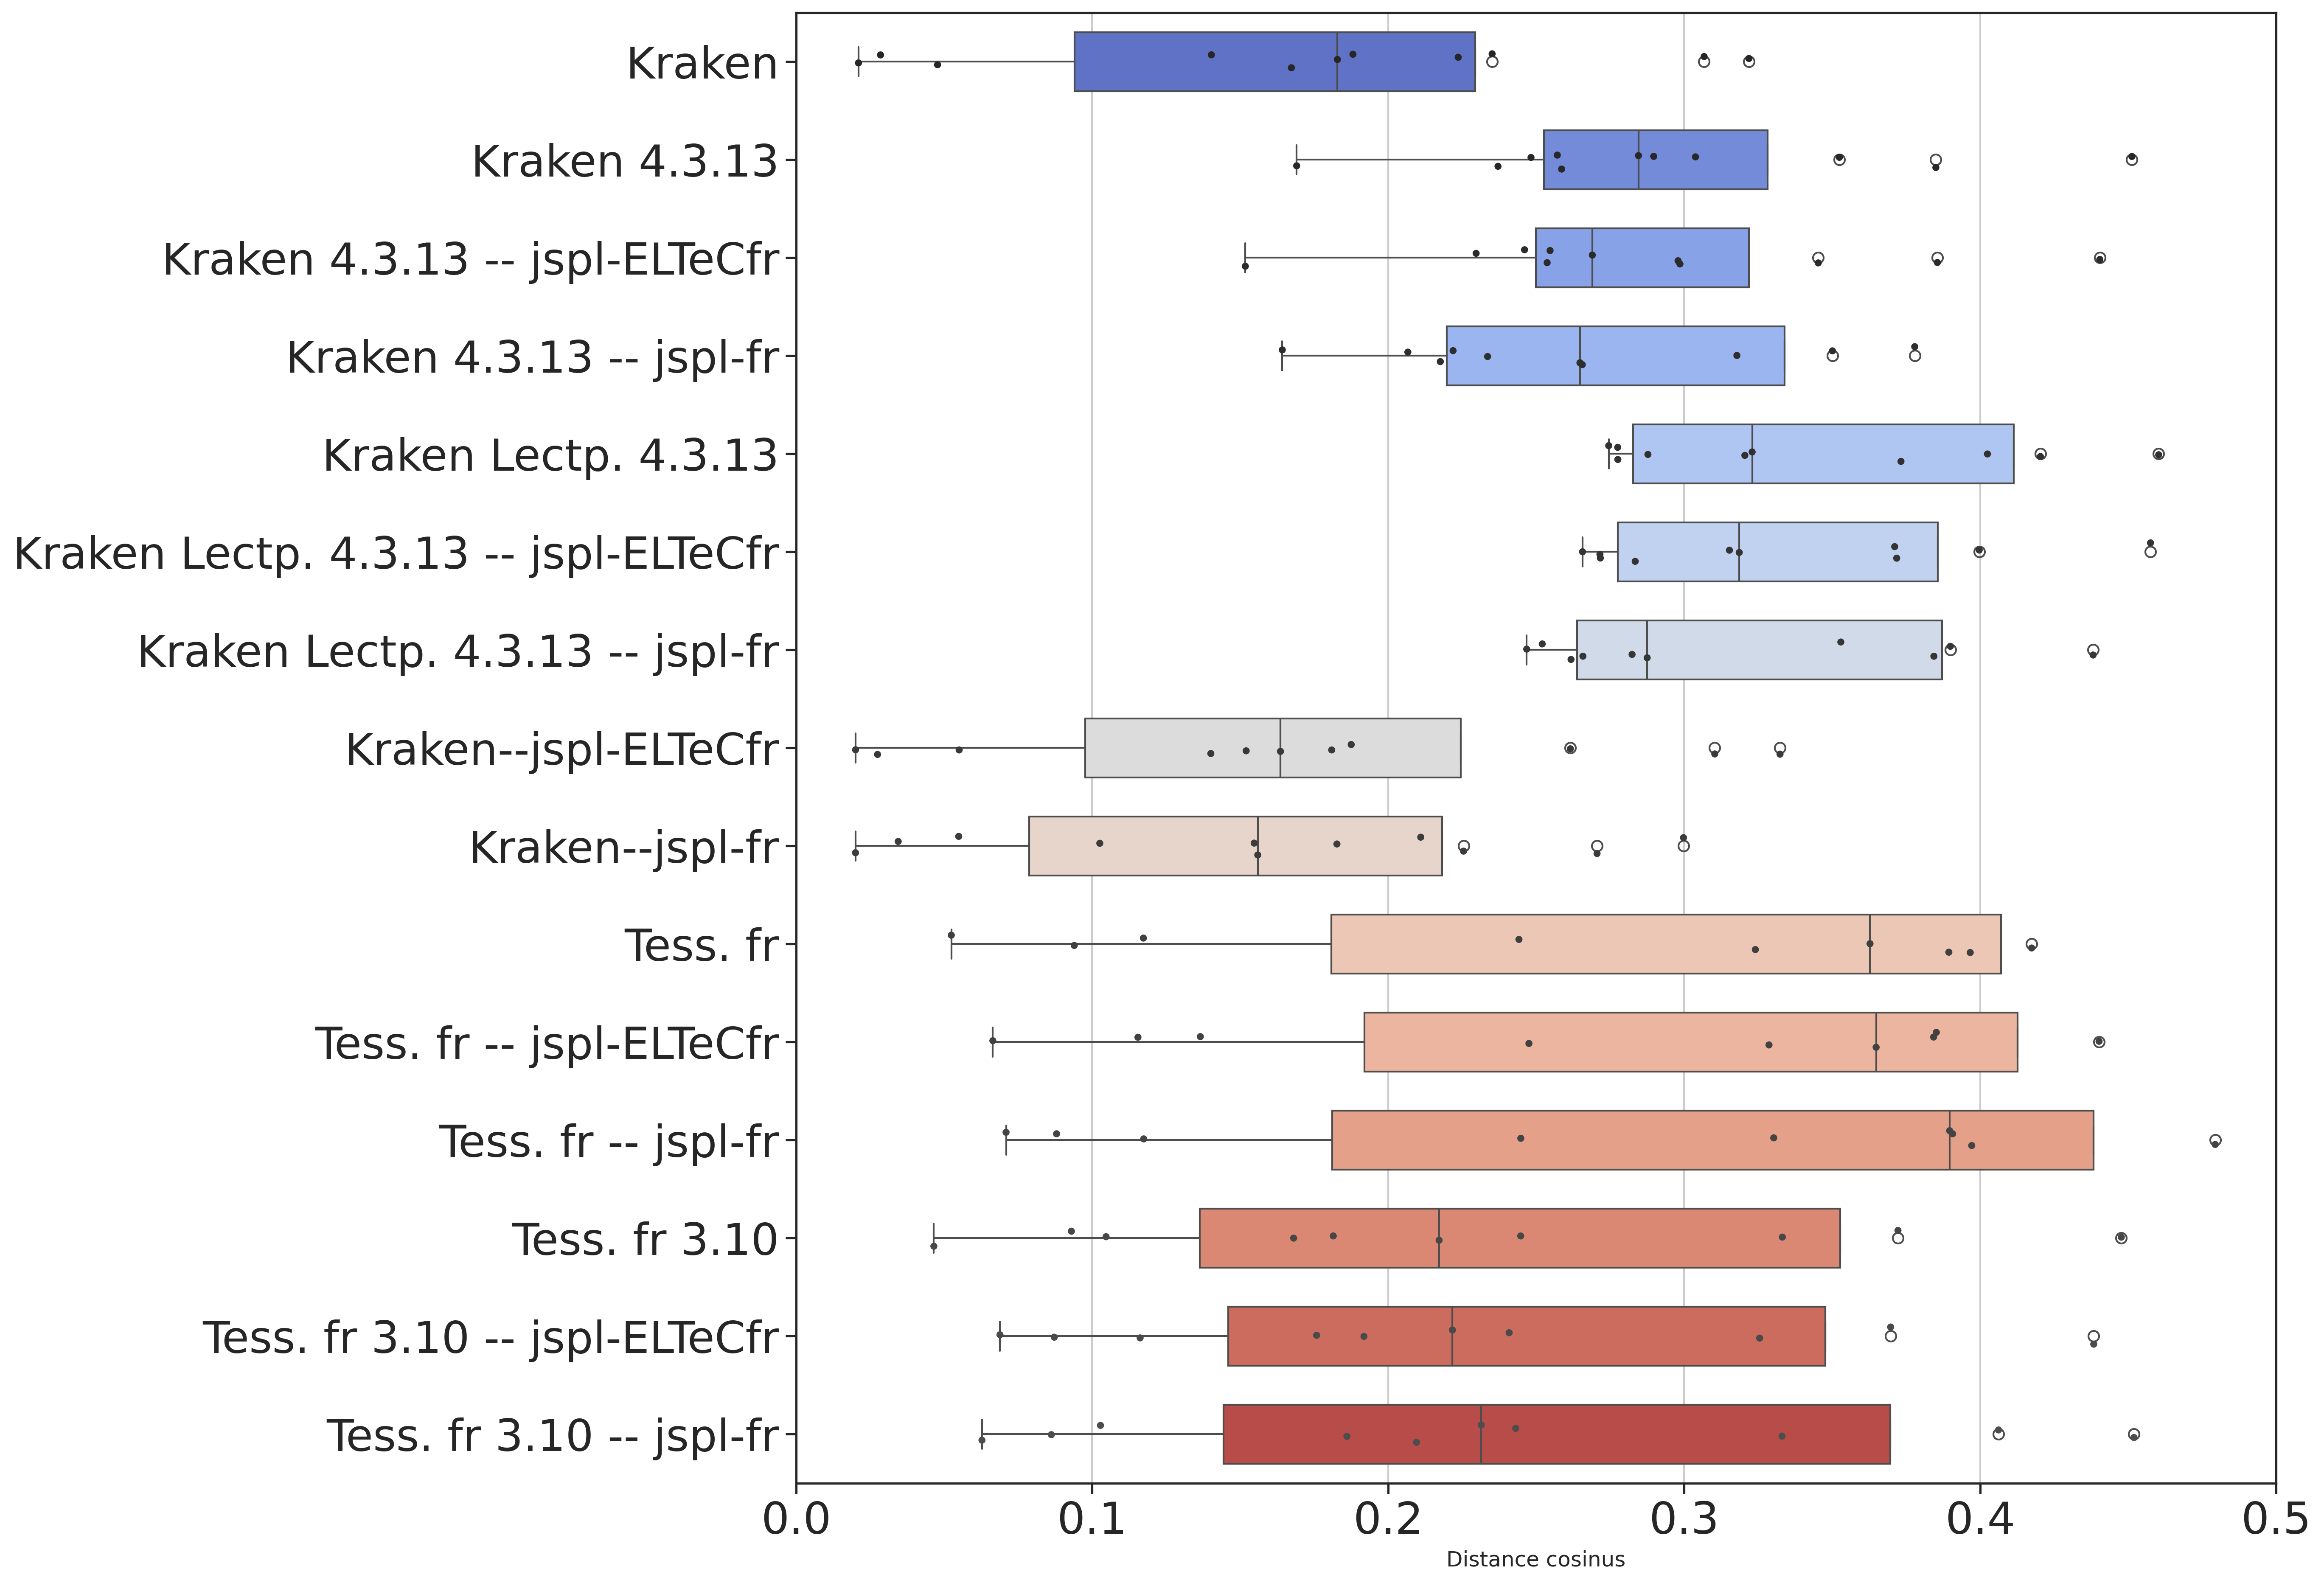 Kraken
Kraken 4.3.13
Kraken 4.3.13 -- jspl-ELTeCfr
Kraken 4.3.13 -- jspl-fr
Kraken Lectp. 4.3.13
Kraken Lectp. 4.3.13 -- jspl-ELTeCfr
Kraken Lectp. 4.3.13 -- jspl-fr
Kraken--jspl-ELTeCfr
Kraken--jspl-fr
Tess. fr
Tess. fr -- jspl-ELTeCfr
Tess. fr -- jspl-fr
Tess. fr 3.10
Tess. fr 3.10 -- jspl-ELTeCfr
Tess. fr 3.10 -- jspl-fr
0.0 0.1 0.2 0.3 0.4 0.5
Distance cosinus